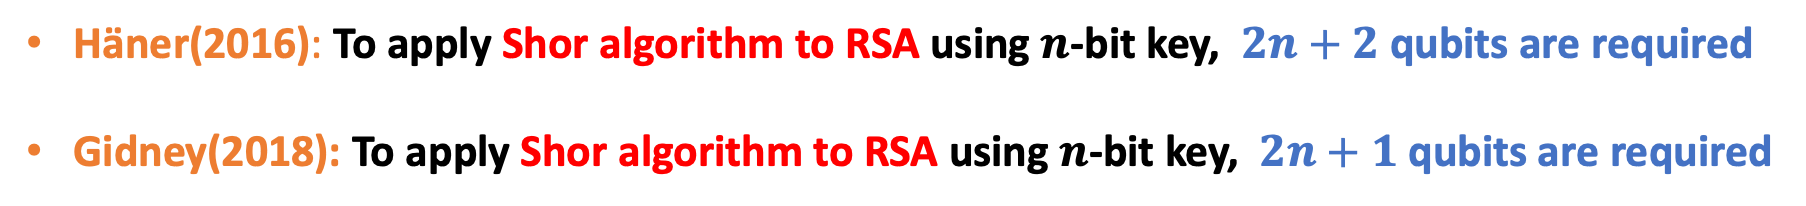 • Häner(2016): To apply Shor algorithm to RSA using n-bit key, 2n + 2 qubits are required
• Gidney(2018): To apply Shor algorithm to RSA using n-bit key, 2n + 1 qubits are required